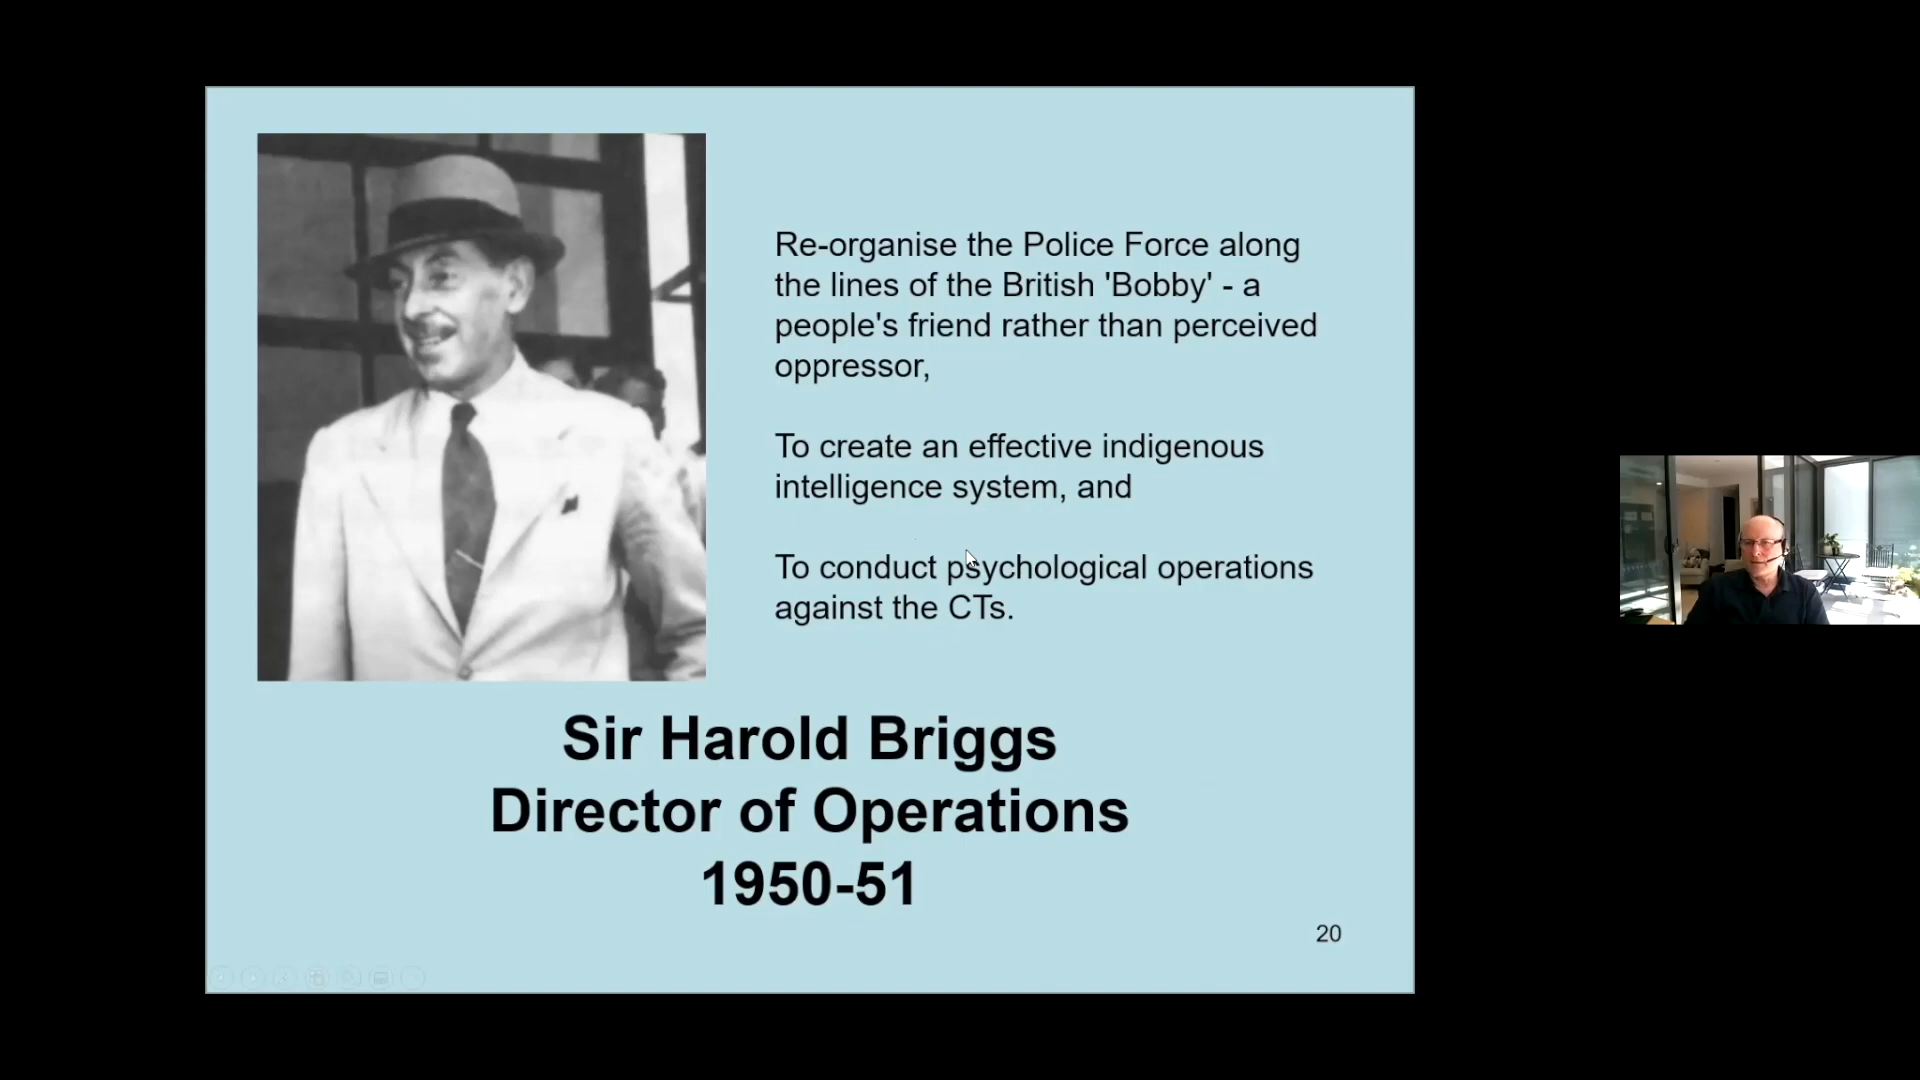 Re-organise the Police Force along
the lines of the British 'Bobby' - a
people's friend rather than perceived
oppressor,
To create an effective indigenous
intelligence system, and
To conduct psychological operations
against the CTs.
Sir Harold Briggs
Director of Operations
1950-51
20